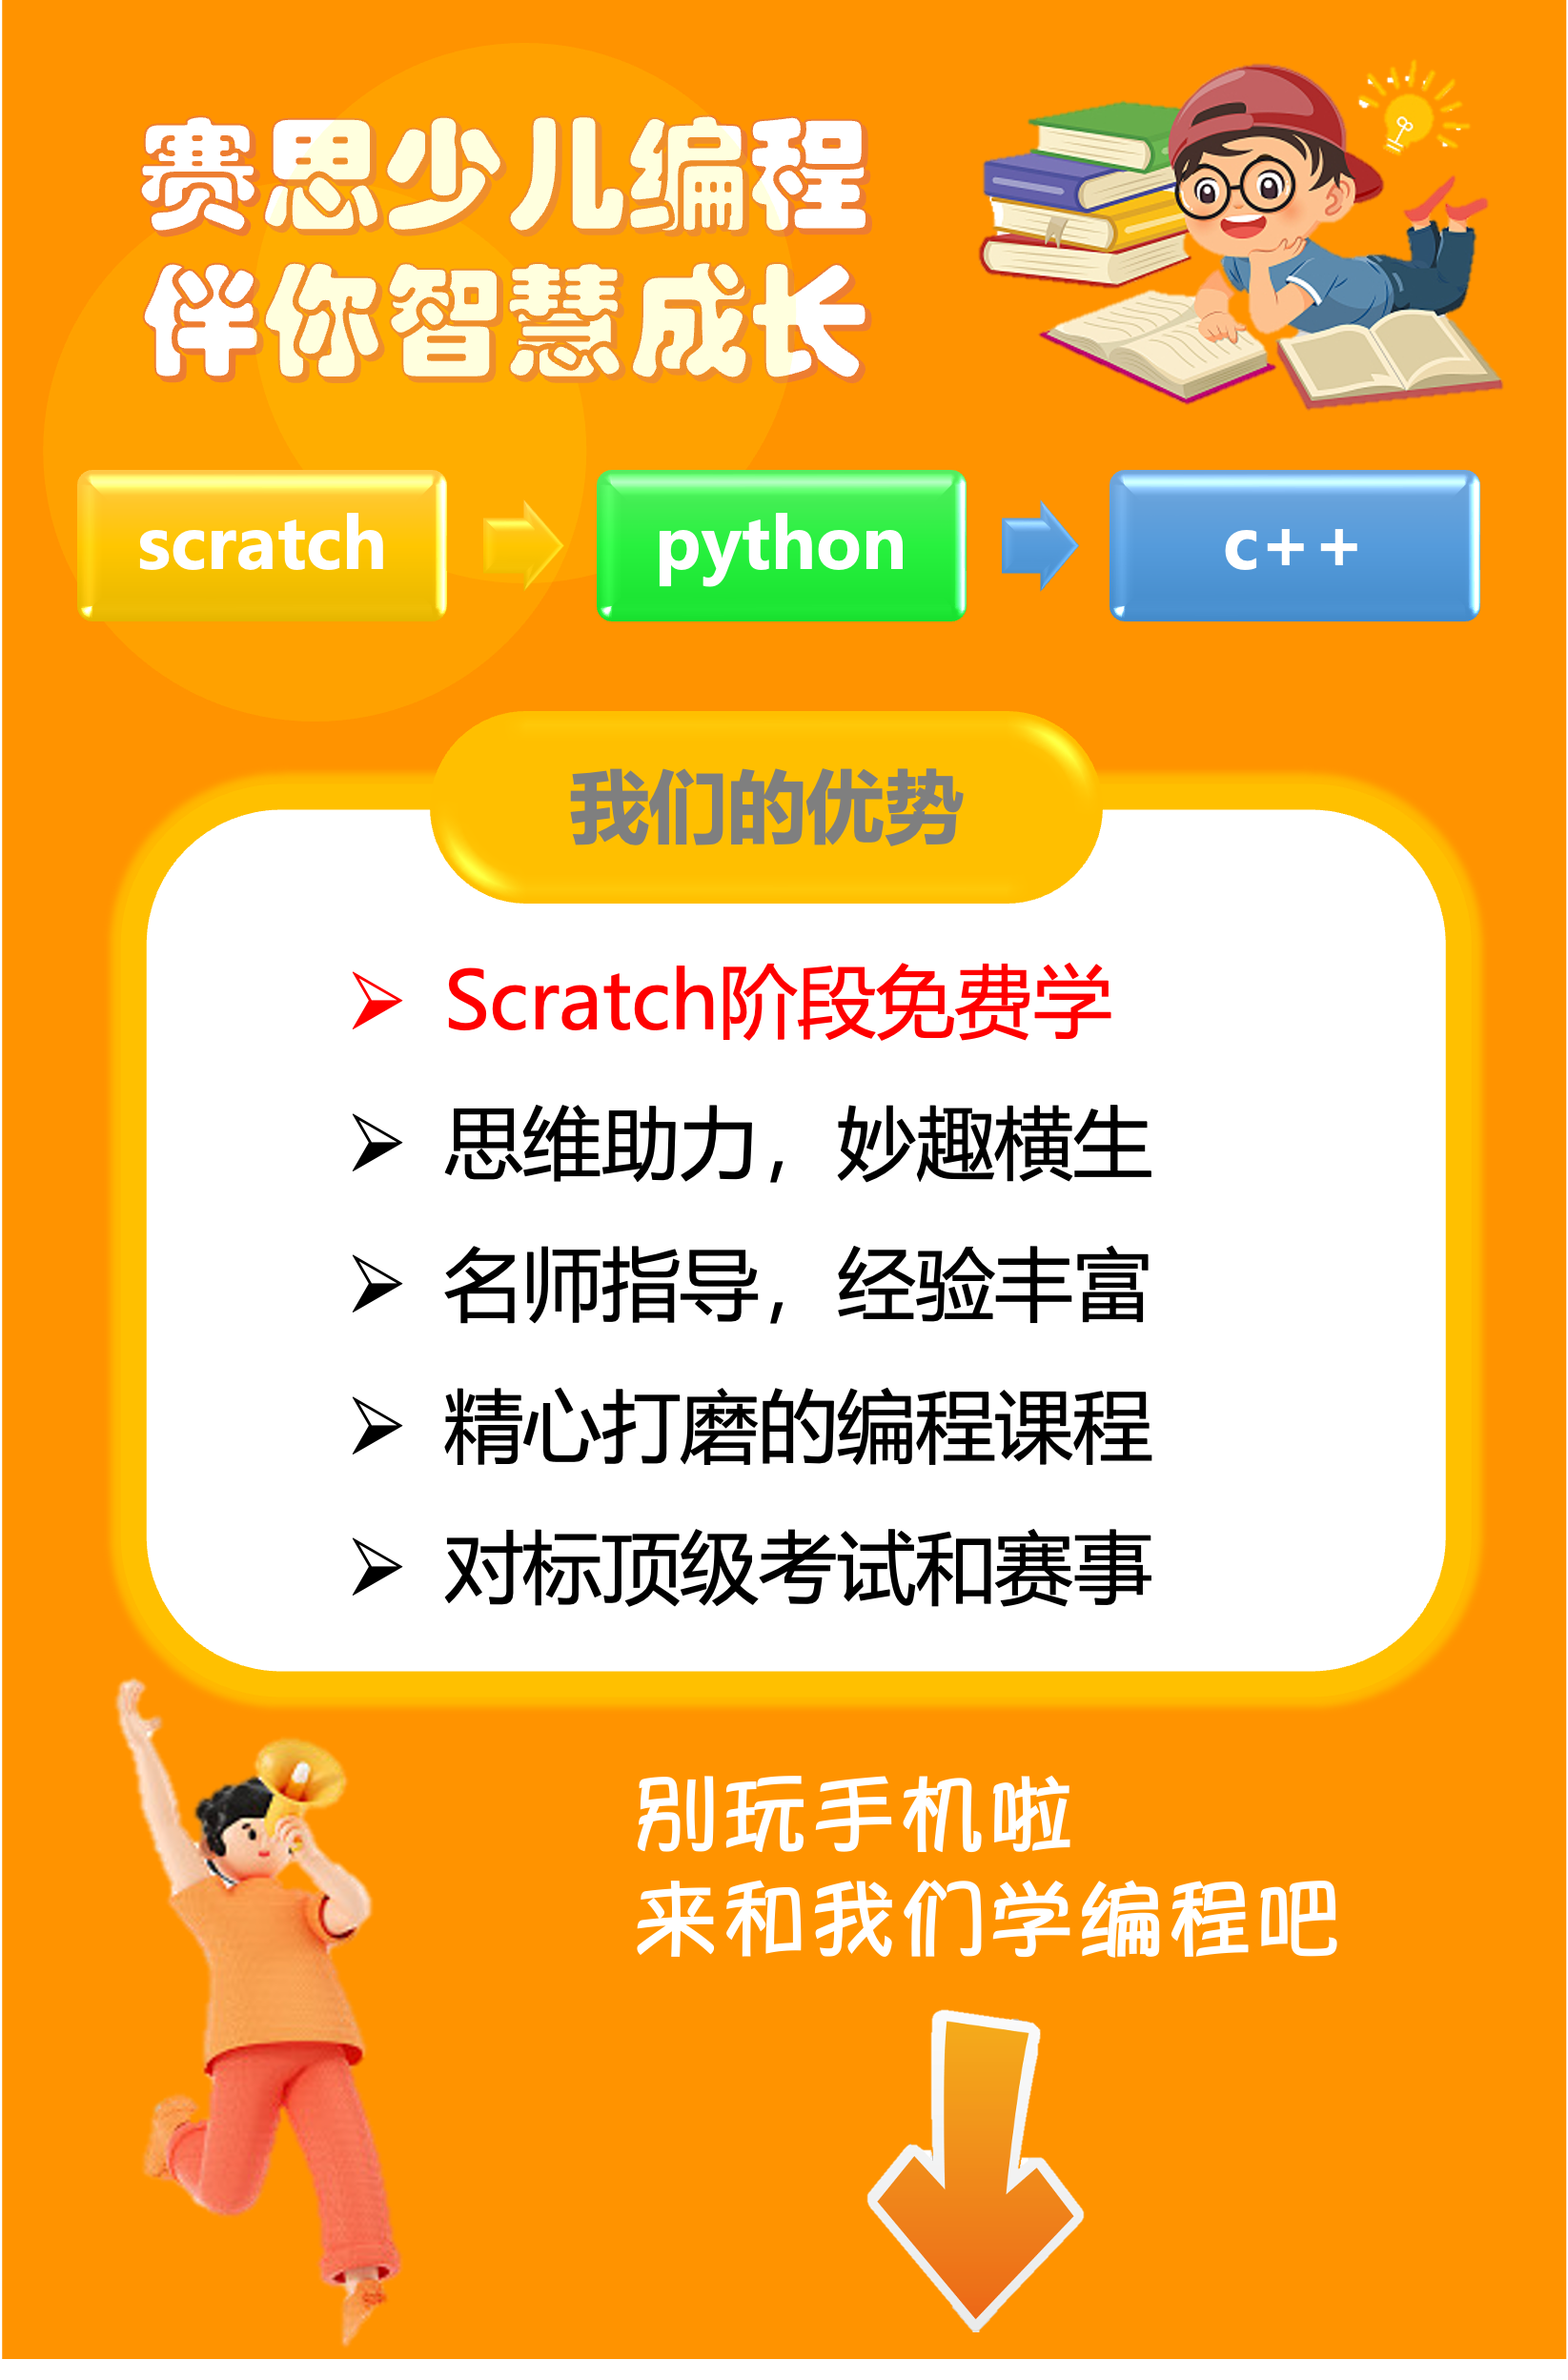 赛思少儿编程
伴你智慧成长
scratch
python
c++
我们的优势
Scratch阶段免费学
思维助力，妙趣横生
名师指导，经验丰富
精心打磨的编程课程
对标顶级考试和赛事
别玩手机啦
来和我们学编程吧